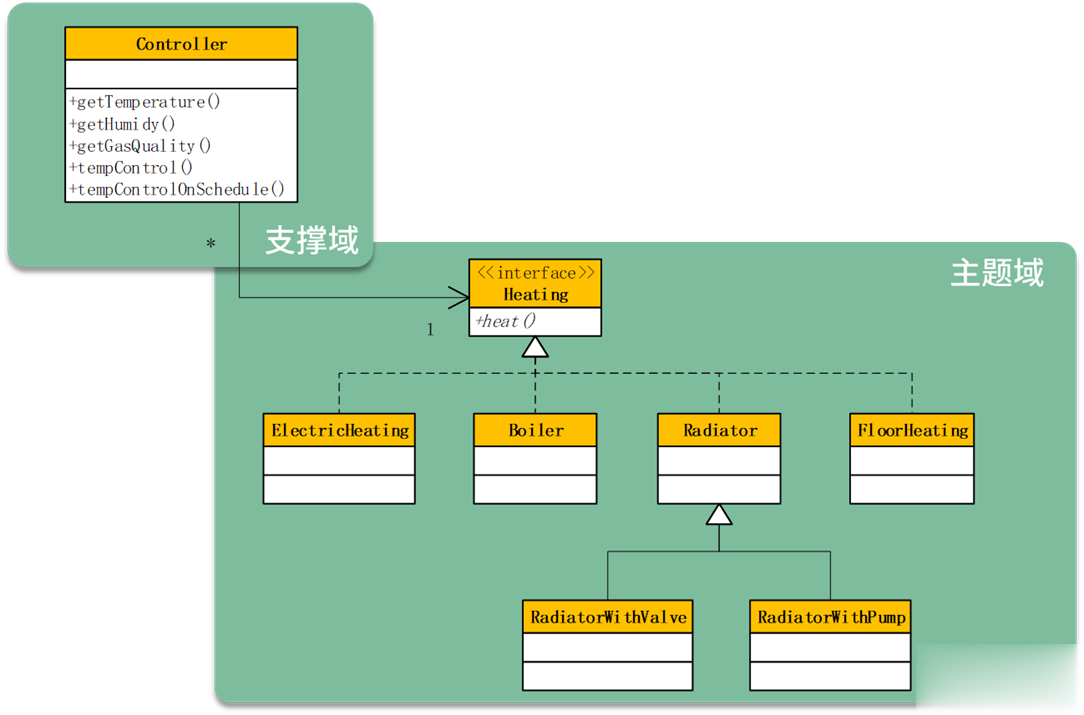 Controller
+getTemperature()
+getHumidy()
+getGasQuality()
+tempControl()
+tempControlOnSchedule()
*
支撑域
主题域
<<interface>>
Heating
+heat()
1
ElectricHeating
Boiler
Radiator
FloorHeating
RadiatorWithValve
RadiatorWithPump